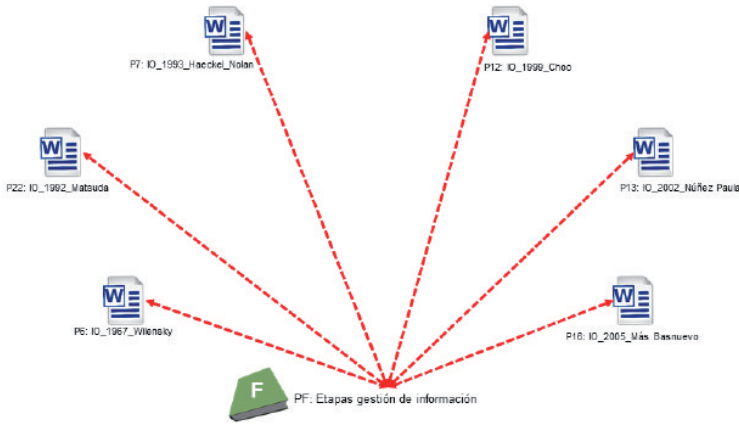 P7: IO_1993_Haeckel_Nolan
P12: IO_1999_Choo
P22: IO_1992_Matsuda
P13: IO_2002_Núñez Paula
P6: IO_1967_Wilensky
P16: IO_2005_Más Basnuevo
F
PF: Etapas gestión de información